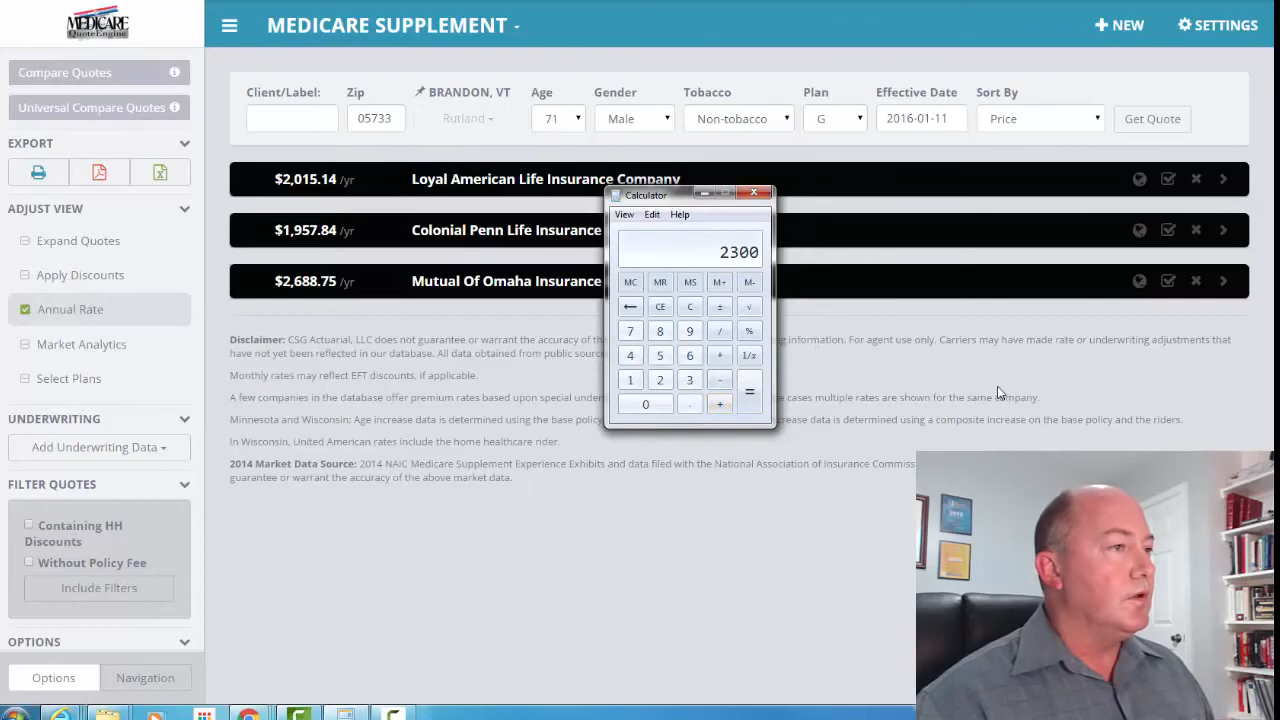 MEDICARE
QuoteEngine
MEDICARE SUPPLEMENT
NEW
SETTINGS
Compare Quotes
Universal Compare Quotes
EXPORT
ADJUST VIEW
Expand Quotes
Apply Discounts
Annual Rate
Market Analytics
Select Plans
UNDERWRITING
Add Underwriting Data
FILTER QUOTES
Containing HH
Discounts
Without Policy Fee
Include Filters
OPTIONS
Options
Navigation
Client/Label:
Zip
BRANDON, VT
Age
Gender
Tobacco
Plan
Effective Date
Sort By
05733
Rutland
71
Male
Non-tobacco
G
2016-01-11
Price
Get Quote
$2,015.14 /yr
Loyal American Life Insurance Company
$1,957.84 /yr
Colonial Penn Life Insurance
$2,688.75 /yr
Mutual Of Omaha Insurance
Calculator
View Edit Help
2300
MC MR MS M+ M-
← CE C ± √
7 8 9 / %
4 5 6 * 1/x
1 2 3 - =
0 . +
Disclaimer: CSG Actuarial, LLC does not guarantee or warrant the accuracy of the
information. For agent use only. Carriers may have made rate or underwriting adjustments that
have not yet been reflected in our database. All data obtained from public
Monthly rates may reflect EFT discounts, if applicable.
A few companies in the database offer premium rates based upon special
cases multiple rates are shown for the same company.
Minnesota and Wisconsin: Age increase data is determined using the base policy
increase data is determined using a composite increase on the base policy and the riders.
In Wisconsin, United American rates include the home healthcare rider.
2014 Market Data Source: 2014 NAIC Medicare Supplement Experience Exhibits and data filed with the National Association of Insurance
guarantee or warrant the accuracy of the above market data.